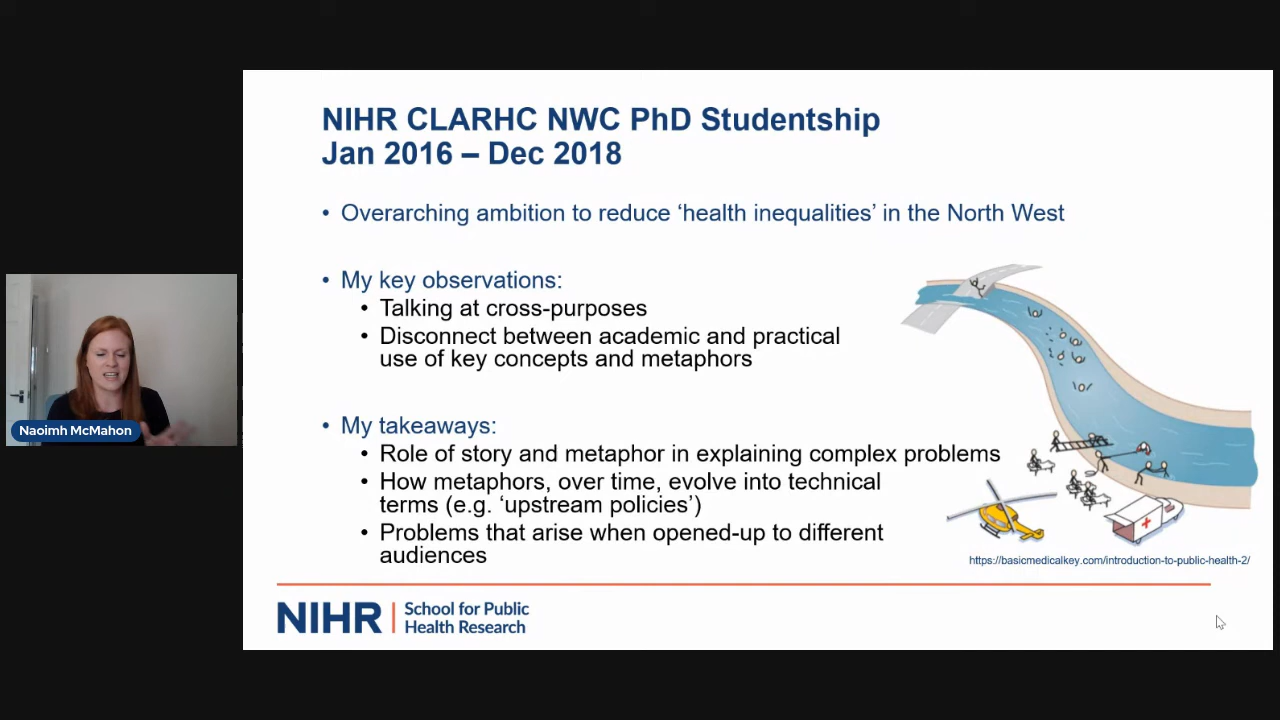 NIHR CLARHC NWC PhD Studentship
Jan 2016 – Dec 2018
• Overarching ambition to reduce ‘health inequalities’ in the North West
• My key observations:
• Talking at cross-purposes
• Disconnect between academic and practical
use of key concepts and metaphors
• My takeaways:
• Role of story and metaphor in explaining complex problems
• How metaphors, over time, evolve into technical
terms (e.g. ‘upstream policies’)
• Problems that arise when opened-up to different
audiences
https://basicmedicalkey.com/introduction-to-public-health-2/
NIHR | School for Public
Health Research
Naoimh McMahon